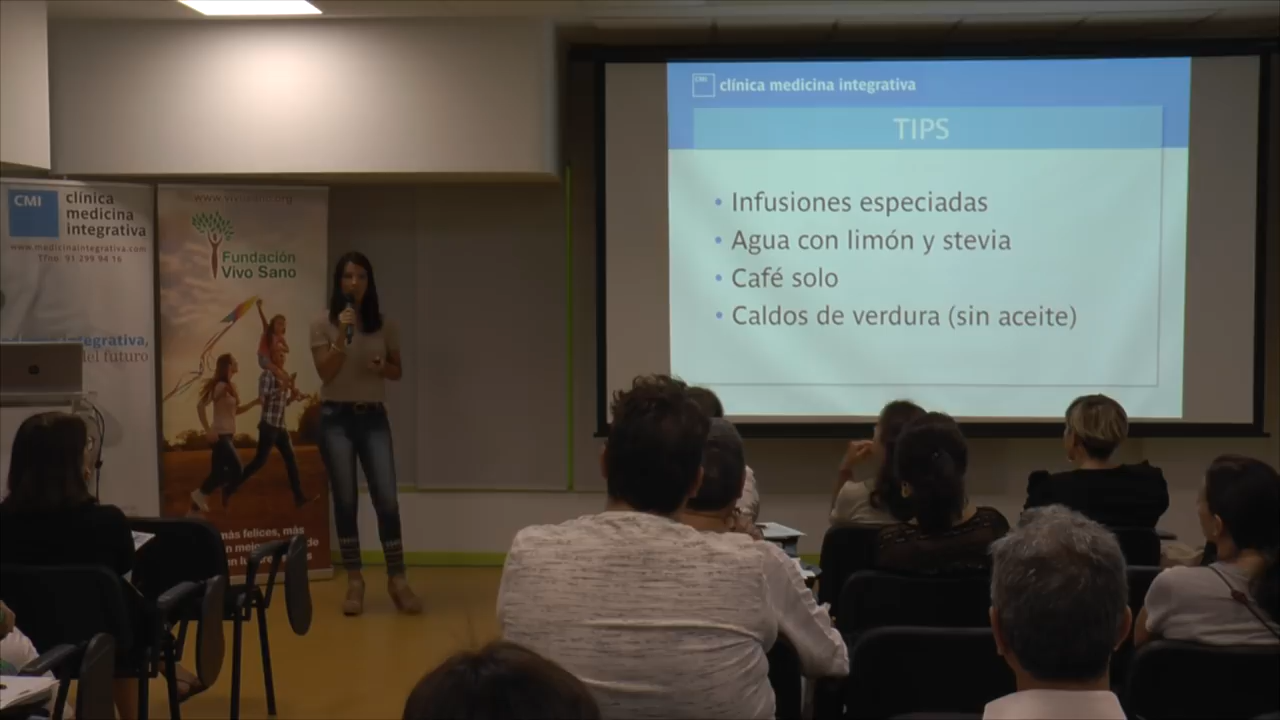 CMI
clínica
medicina
integrativa
www.medicinaintegrativa.com
Tfno: 91 299 94 16
integrativa,
del futuro
www.vivosano.org
Fundación
Vivo Sano
más felices, más
CMI clínica medicina integrativa
TIPS
• Infusiones especiadas
• Agua con limón y stevia
• Café solo
• Caldos de verdura (sin aceite)